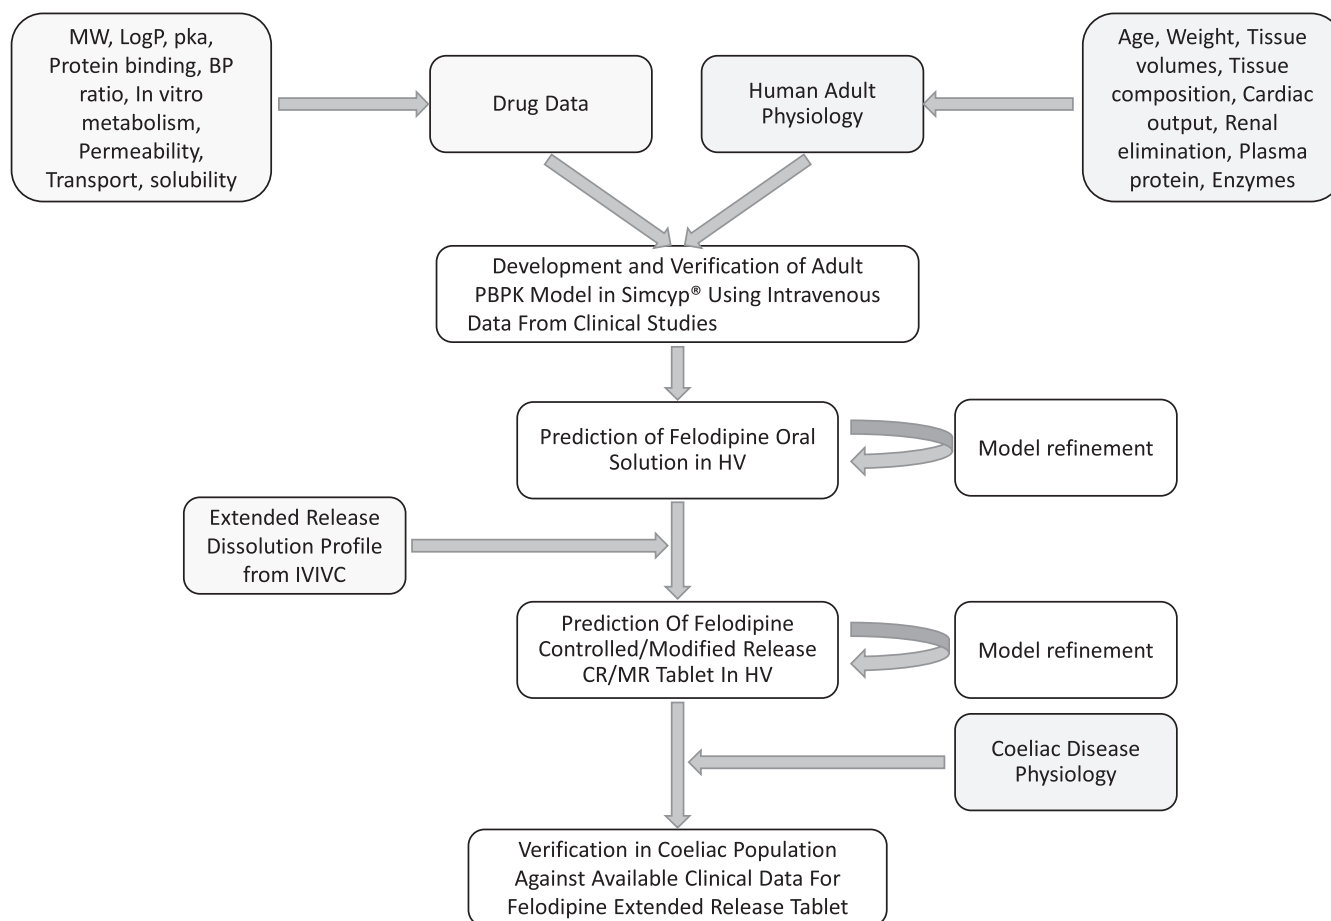 MW, LogP, pka,
Protein binding, BP
ratio, In vitro
metabolism,
Permeability,
Transport, solubility
Drug Data
Human Adult
Physiology
Age, Weight, Tissue
volumes, Tissue
composition, Cardiac
output, Renal
elimination, Plasma
protein, Enzymes
Development and Verification of Adult
PBPK Model in Simcyp® Using Intravenous
Data From Clinical Studies
Prediction of Felodipine Oral
Solution in HV
Model refinement
Extended Release
Dissolution Profile
from IVIVC
Prediction Of Felodipine
Controlled/Modified Release
CR/MR Tablet In HV
Model refinement
Coeliac Disease
Physiology
Verification in Coeliac Population
Against Available Clinical Data For
Felodipine Extended Release Tablet